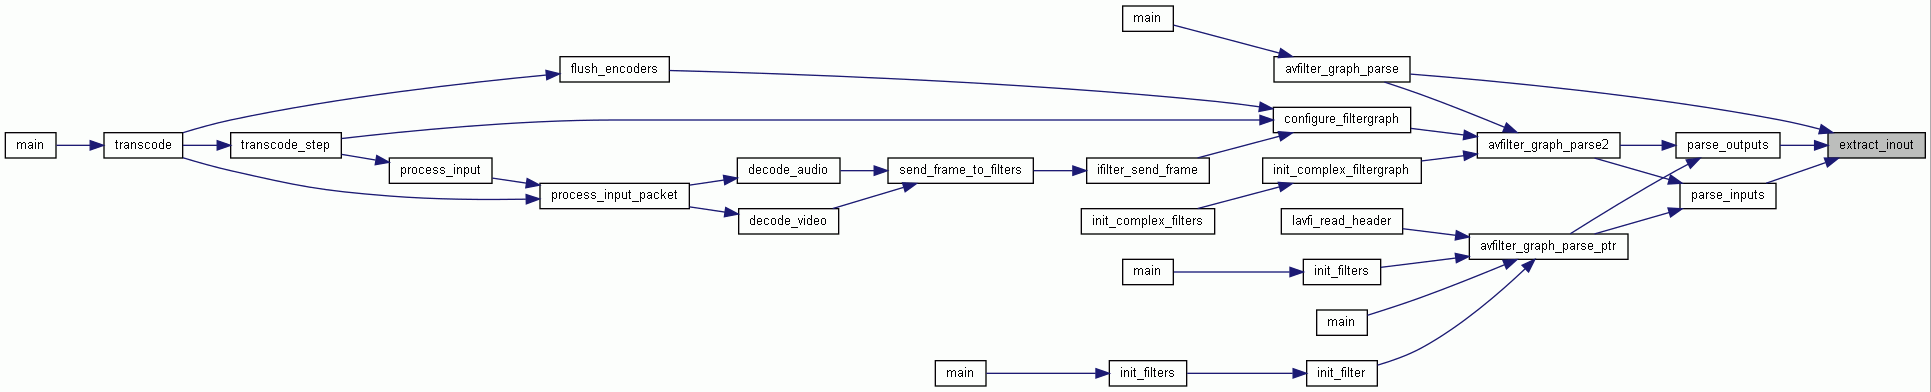 main
flush_encoders
avfilter_graph_parse
configure_filtergraph
main
transcode
transcode_step
avfilter_graph_parse2
parse_outputs
extract_inout
process_input
decode_audio
send_frame_to_filters
ifilter_send_frame
init_complex_filtergraph
process_input_packet
parse_inputs
decode_video
init_complex_filters
lavfi_read_header
avfilter_graph_parse_ptr
main
init_filters
main
main
init_filters
init_filter